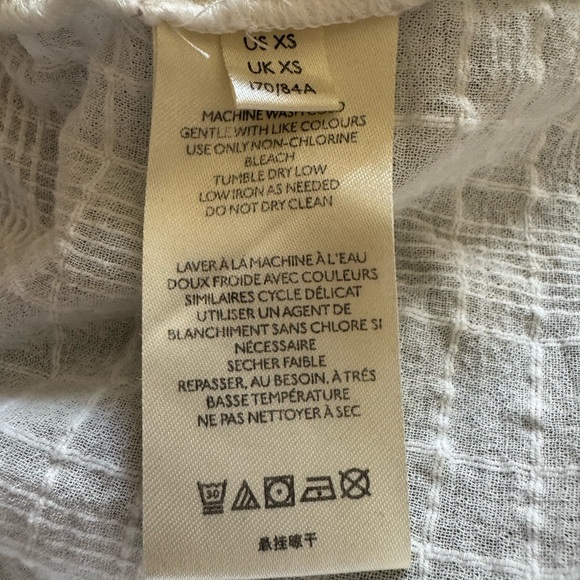 US XS
UK XS
170/84A
MACHINE WASH COLD
GENTLE WITH LIKE COLOURS
USE ONLY NON-CHLORINE
BLEACH
TUMBLE DRY LOW
LOW IRON AS NEEDED
DO NOT DRY CLEAN
LAVER À LA MACHINE À L'EAU
DOUX FROIDE AVEC COULEURS
SIMILAIRES CYCLE DÉLICAT
UTILISER UN AGENT DE
BLANCHIMENT SANS CHLORE SI
NÉCESSAIRE
SECHER FAIBLE
REPASSER, AU BESOIN, À TRÉS
BASSE TEMPÉRATURE
NE PAS NETTOYER À SEC
30
悬挂晾干